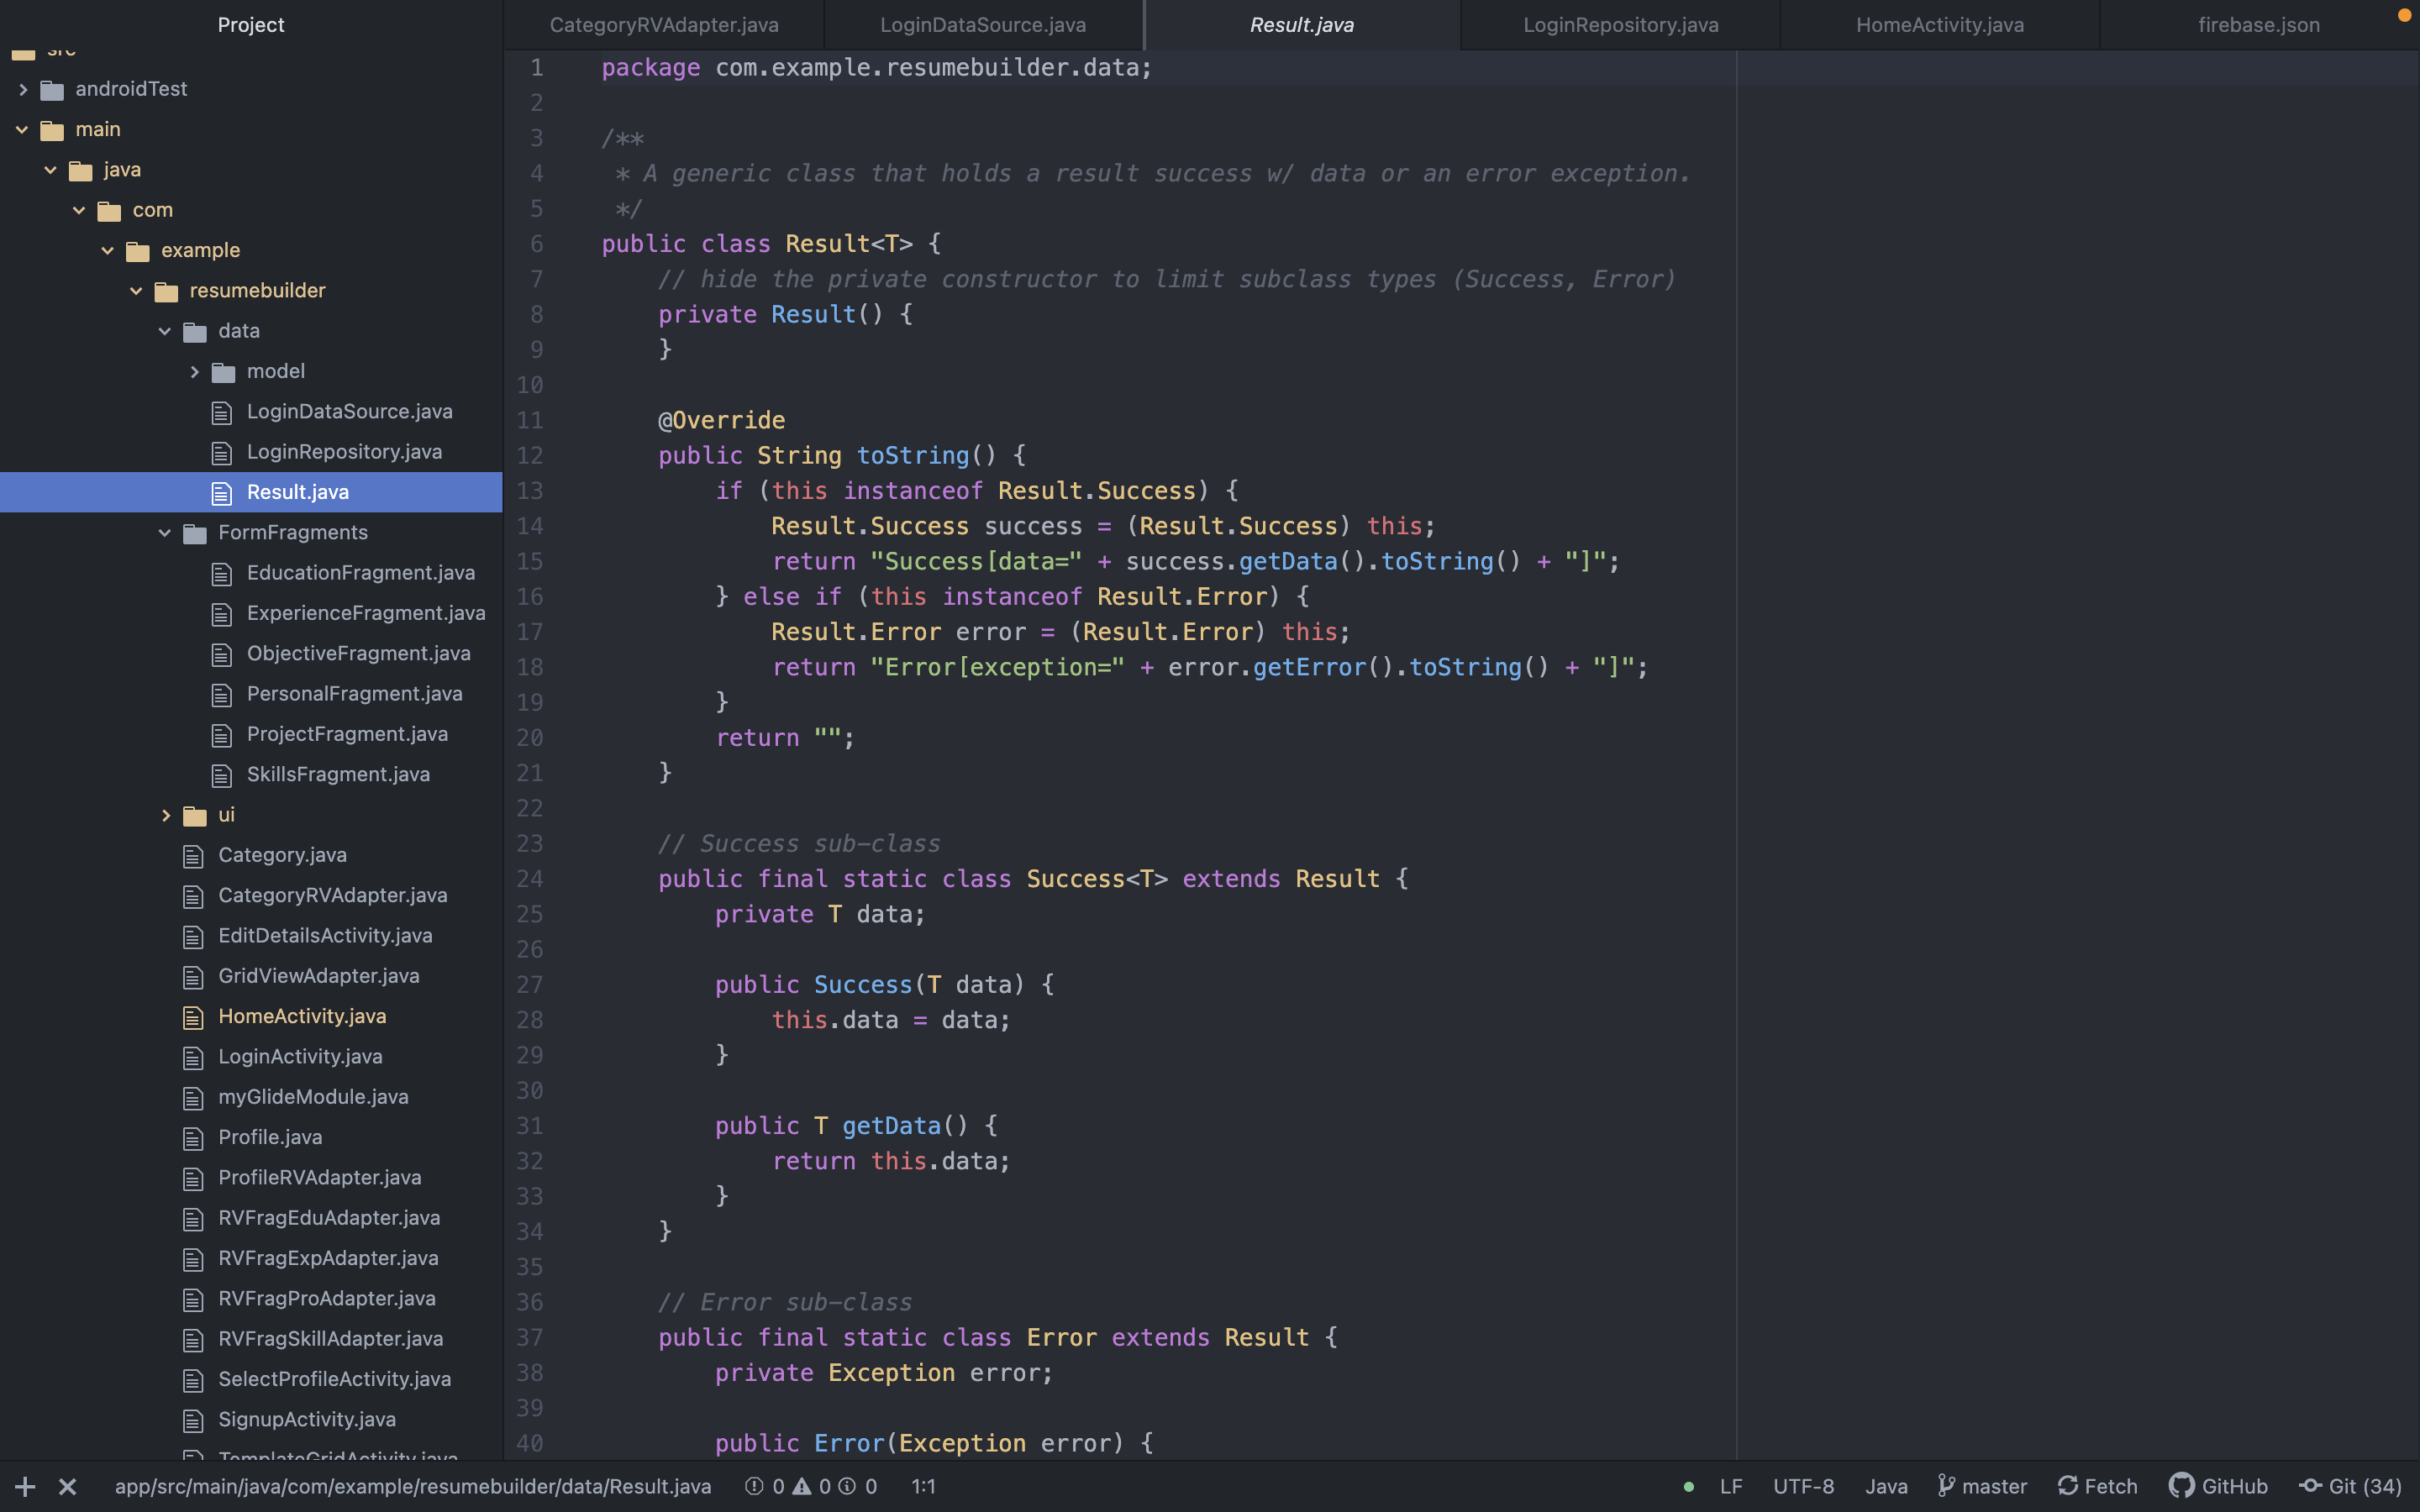 Project
src
androidTest
main
java
com
example
resumebuilder
data
model
LoginDataSource.java
LoginRepository.java
Result.java
FormFragments
EducationFragment.java
ExperienceFragment.java
ObjectiveFragment.java
PersonalFragment.java
ProjectFragment.java
SkillsFragment.java
ui
Category.java
CategoryRVAdapter.java
EditDetailsActivity.java
GridViewAdapter.java
HomeActivity.java
LoginActivity.java
myGlideModule.java
Profile.java
ProfileRVAdapter.java
RVFragEduAdapter.java
RVFragExpAdapter.java
RVFragProAdapter.java
RVFragSkillAdapter.java
SelectProfileActivity.java
SignupActivity.java
TemplateGridActivity.java
CategoryRVAdapter.java LoginDataSource.java Result.java LoginRepository.java HomeActivity.java firebase.json
1 package com.example.resumebuilder.data;
2
3 /**
4  * A generic class that holds a result success w/ data or an error exception.
5  */
6 public class Result<T> {
7     // hide the private constructor to limit subclass types (Success, Error)
8     private Result() {
9     }
10
11     @Override
12     public String toString() {
13         if (this instanceof Result.Success) {
14             Result.Success success = (Result.Success) this;
15             return "Success[data=" + success.getData().toString() + "]";
16         } else if (this instanceof Result.Error) {
17             Result.Error error = (Result.Error) this;
18             return "Error[exception=" + error.getError().toString() + "]";
19         }
20         return "";
21     }
22
23     // Success sub-class
24     public final static class Success<T> extends Result {
25         private T data;
26
27         public Success(T data) {
28             this.data = data;
29         }
30
31         public T getData() {
32             return this.data;
33         }
34     }
35
36     // Error sub-class
37     public final static class Error extends Result {
38         private Exception error;
39
40         public Error(Exception error) {
app/src/main/java/com/example/resumebuilder/data/Result.java 0 0 0 1:1 LF UTF-8 Java master Fetch GitHub Git (34)